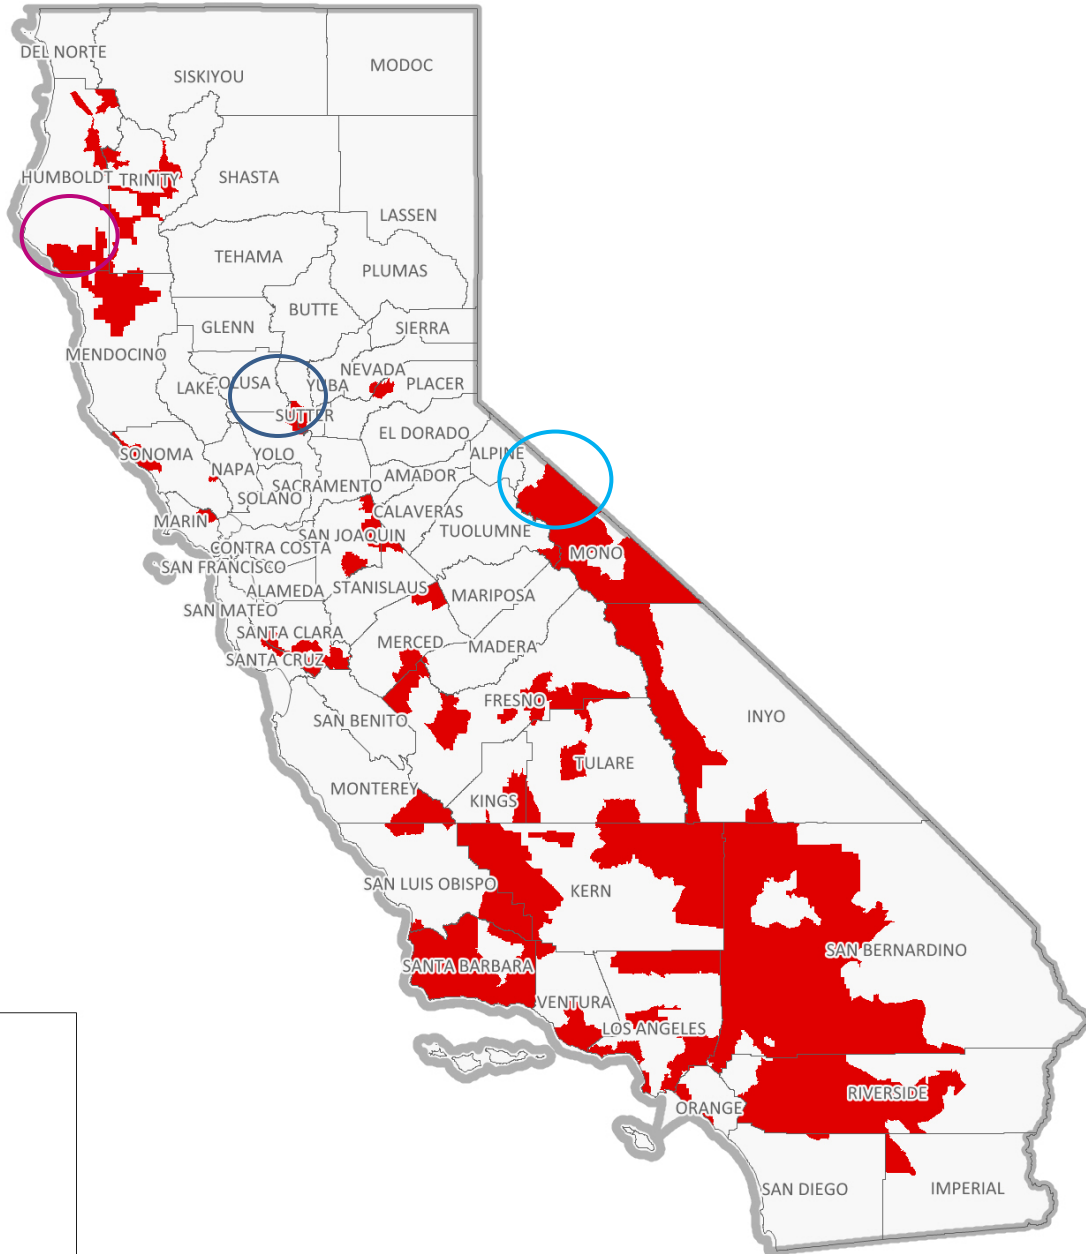 DEL NORTE
SISKIYOU
MODOC
HUMBOLDT
TRINITY
SHASTA
LASSEN
TEHAMA
PLUMAS
BUTTE
GLENN
SIERRA
MENDOCINO
LAKE
COLUSA
YUBA
NEVADA
PLACER
SUTTER
EL DORADO
ALPINE
SONOMA
NAPA
YOLO
SACRAMENTO
AMADOR
SOLANO
CALAVERAS
MARIN
SAN JOAQUIN
TUOLUMNE
CONTRA COSTA
MONO
SAN FRANCISCO
ALAMEDA
STANISLAUS
MARIPOSA
SAN MATEO
SANTA CLARA
MERCED
MADERA
SANTA CRUZ
FRESNO
SAN BENITO
INYO
TULARE
MONTEREY
KINGS
SAN LUIS OBISPO
KERN
SAN BERNARDINO
SANTA BARBARA
VENTURA
LOS ANGELES
RIVERSIDE
ORANGE
SAN DIEGO
IMPERIAL